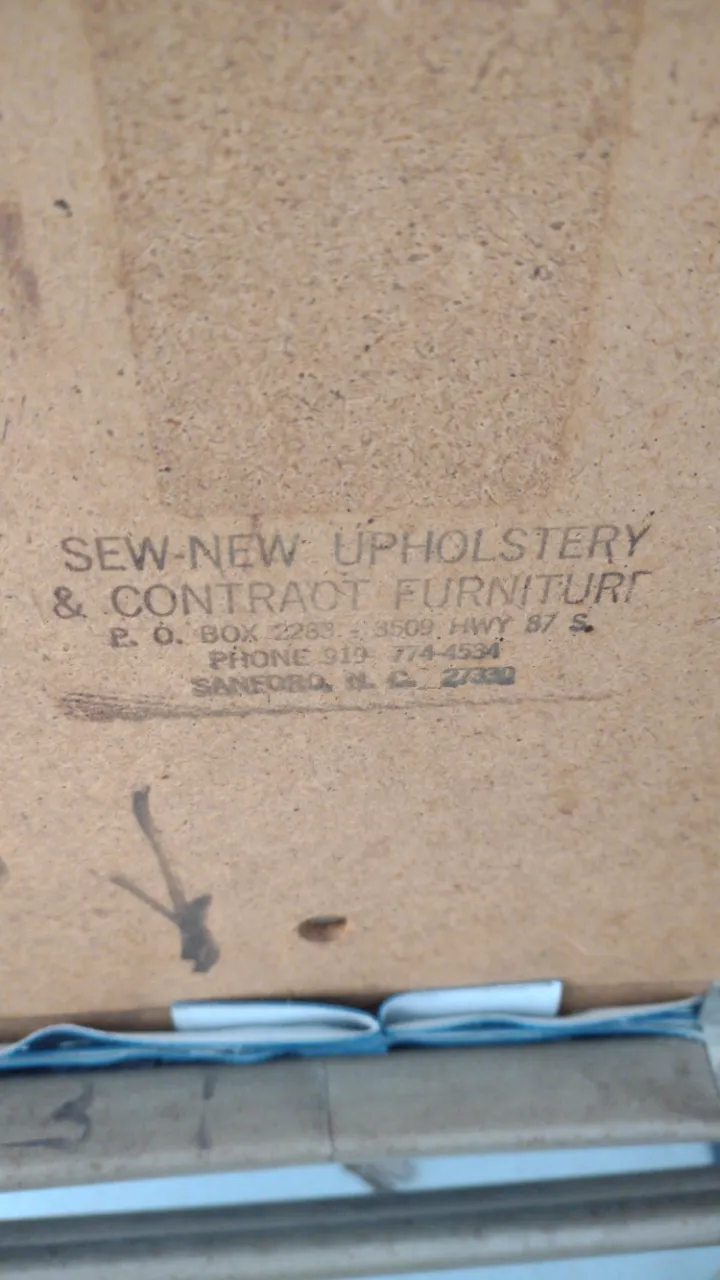 SEW-NEW UPHOLSTERY
& CONTRACT FURNITURE
P. O. BOX 2283 - 3509 HWY 87 S.
PHONE 919 774-4534
SANFORD, N. C. 27330